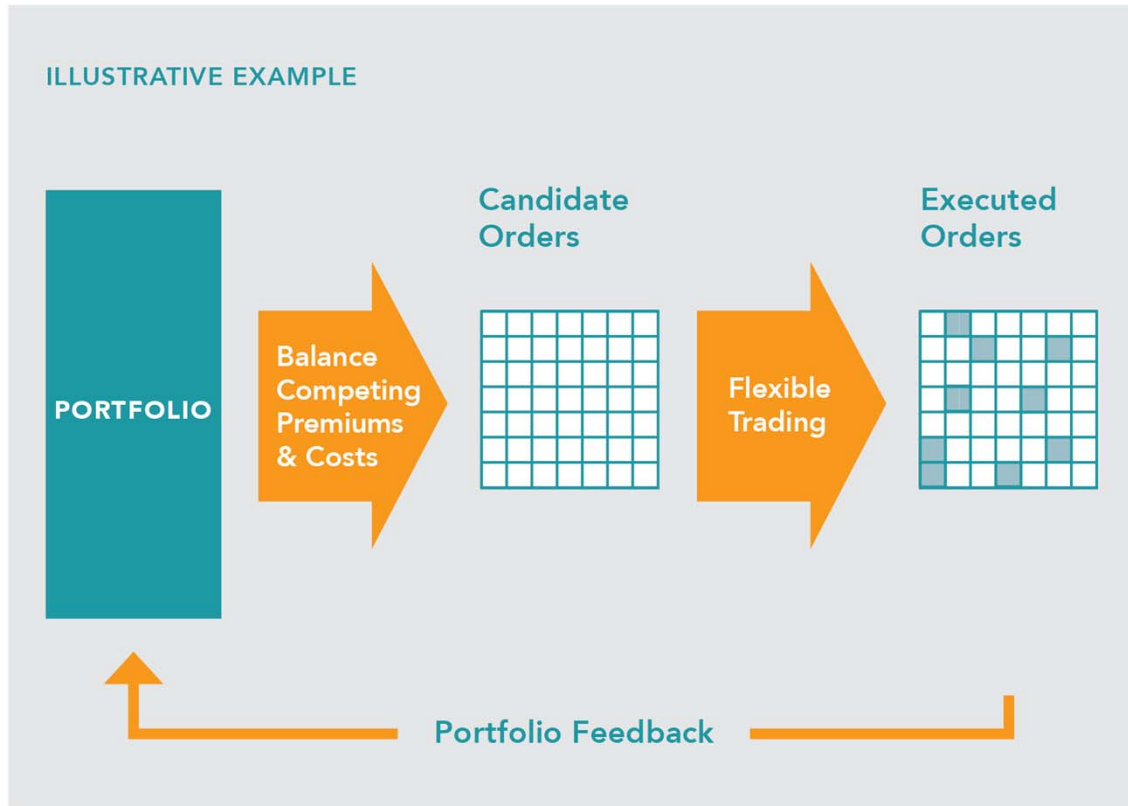 ILLUSTRATIVE EXAMPLE
PORTFOLIO
Balance
Competing
Premiums
& Costs
Candidate
Orders
Flexible
Trading
Executed
Orders
Portfolio Feedback